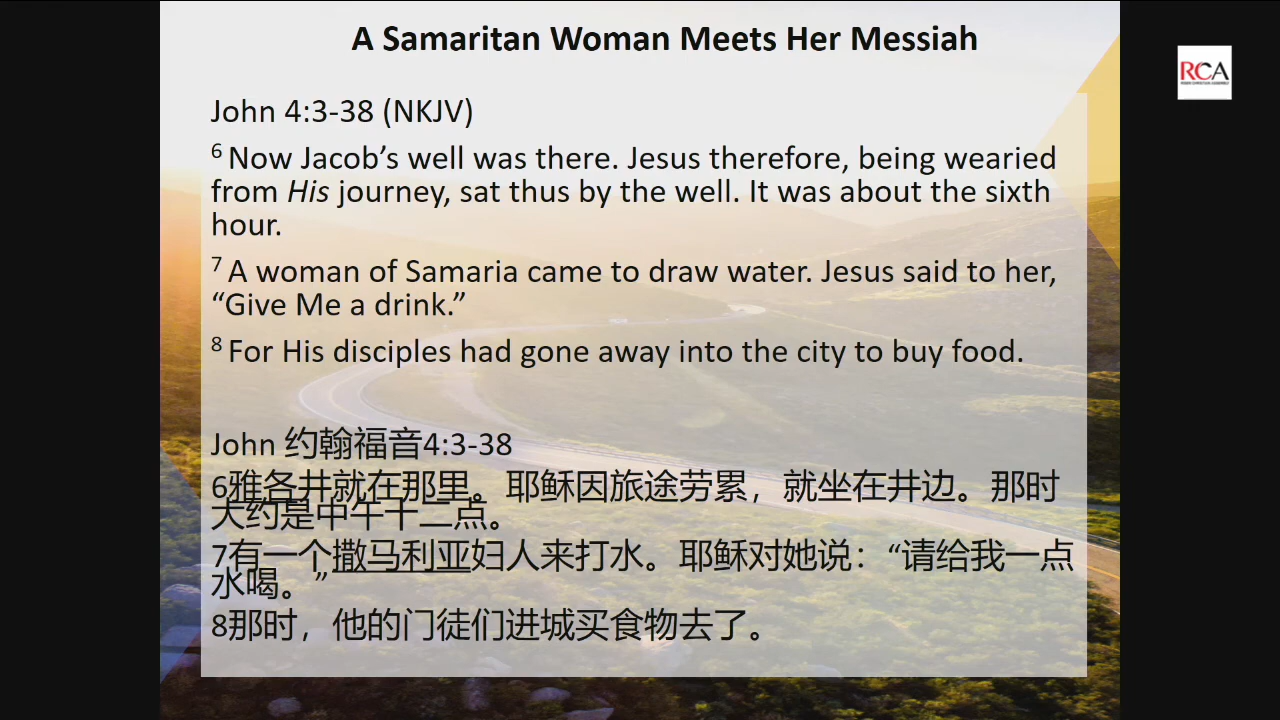 A Samaritan Woman Meets Her Messiah
RCA
John 4:3-38 (NKJV)
6 Now Jacob’s well was there. Jesus therefore, being wearied
from His journey, sat thus by the well. It was about the sixth
hour.
7 A woman of Samaria came to draw water. Jesus said to her,
“Give Me a drink.”
8 For His disciples had gone away into the city to buy food.
John 约翰福音4:3-38
6雅各井就在那里。耶稣因旅途劳累，就坐在井边。那时
大约是中午十二点。
7有一个撒马利亚妇人来打水。耶稣对她说：“请给我一点
水喝。”
8那时，他的门徒们进城买食物去了。